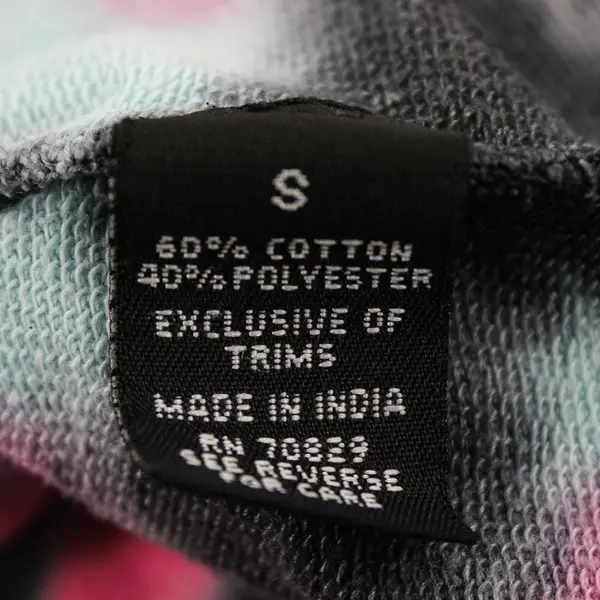 S
60% COTTON
40% POLYESTER
EXCLUSIVE OF
TRIMS
MADE IN INDIA
RN 70829
SEE REVERSE
FOR CARE